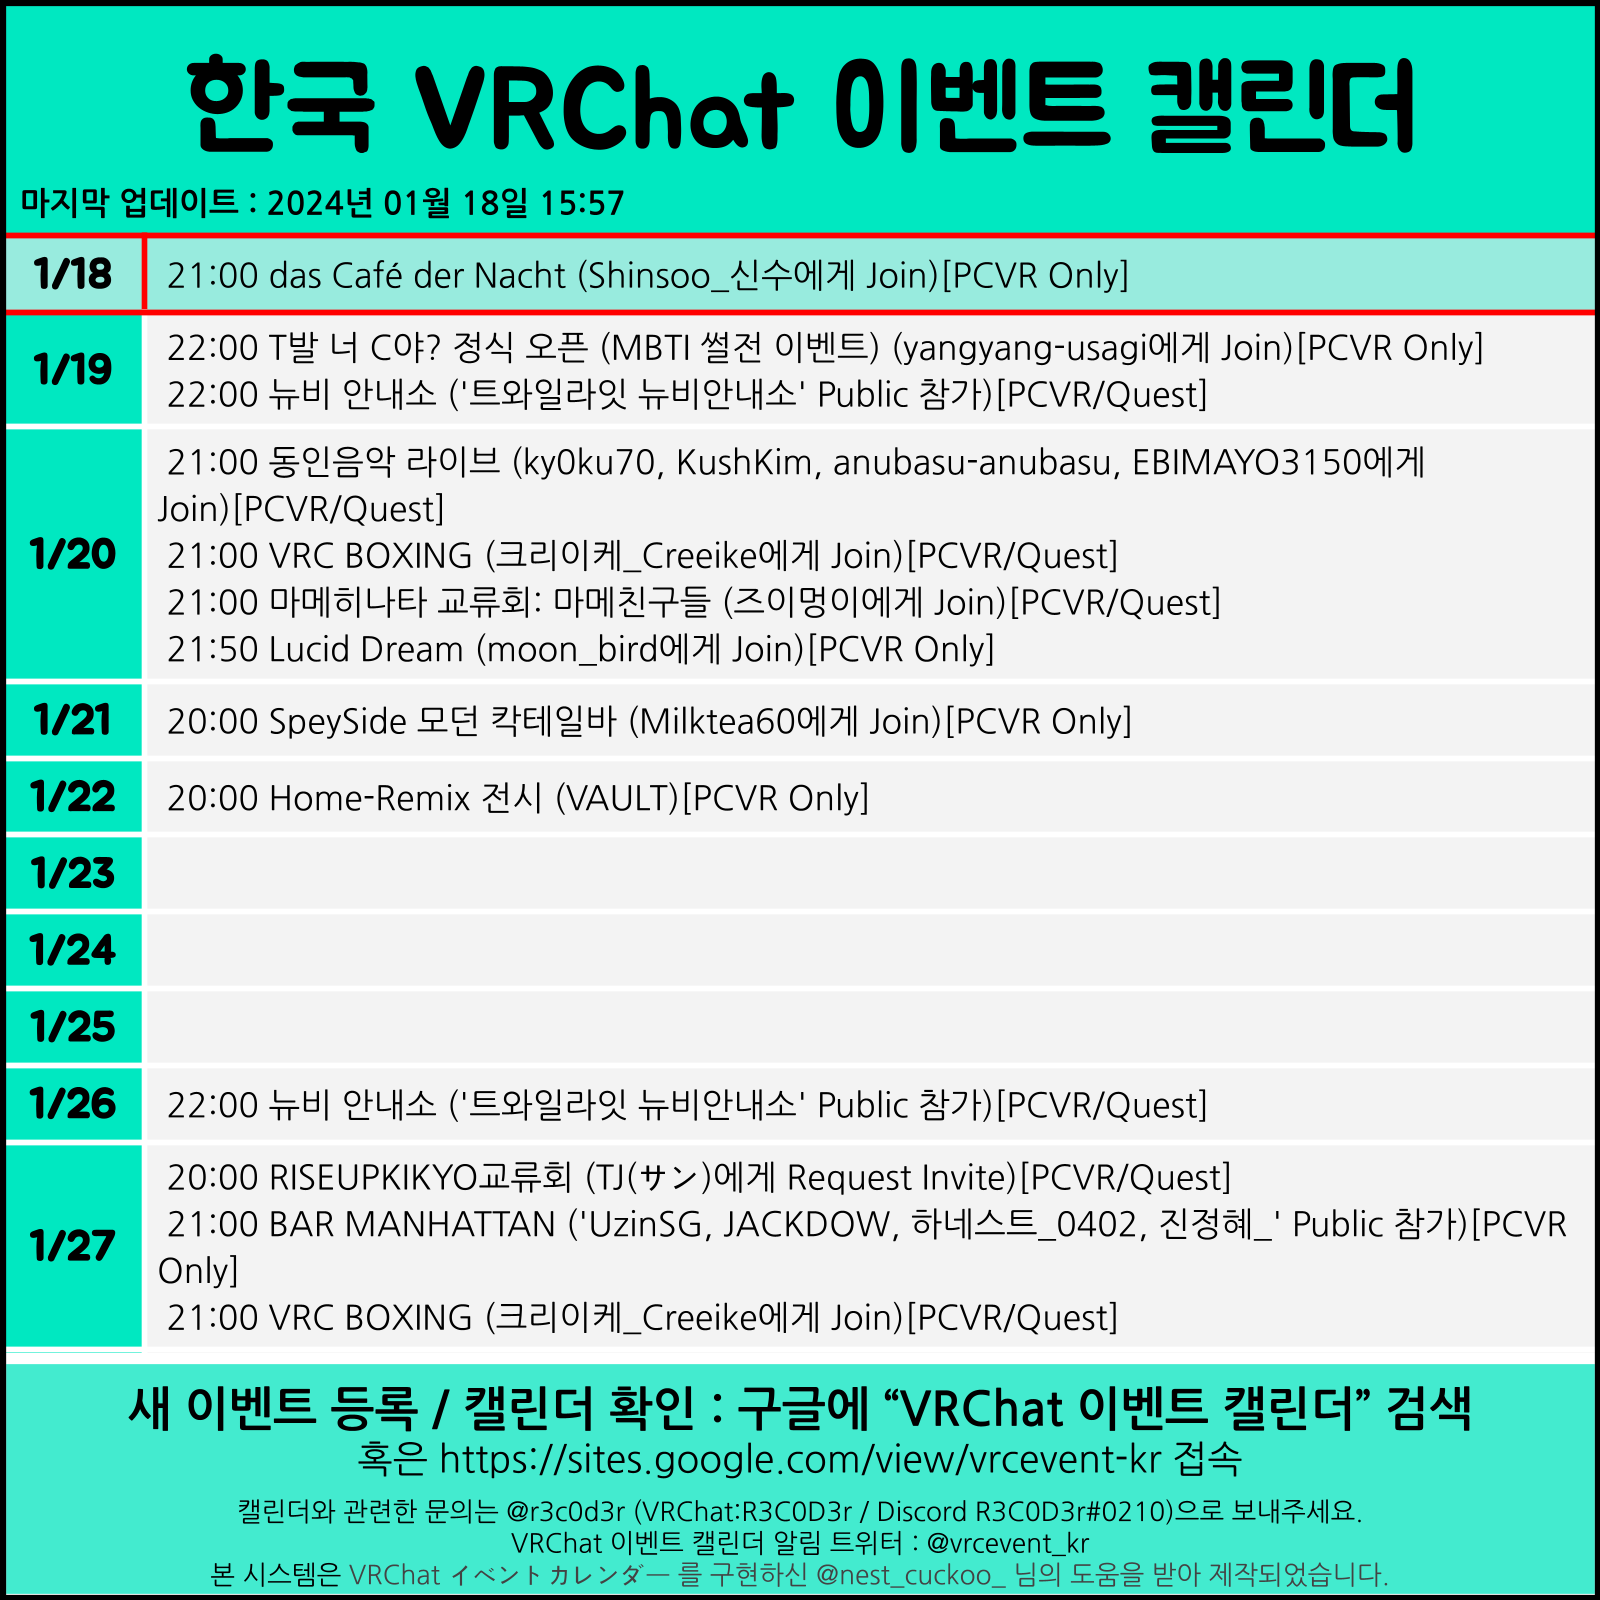 한국 VRChat 이벤트 캘린더
마지막 업데이트 : 2024년 01월 18일 15:57
1/18
21:00 das Café der Nacht (Shinsoo_신수에게 Join)[PCVR Only]
1/19
22:00 T발 너 C야? 정식 오픈 (MBTI 썰전 이벤트) (yangyang-usagi에게 Join)[PCVR Only]
22:00 뉴비 안내소 ('트와일라잇 뉴비안내소' Public 참가)[PCVR/Quest]
1/20
21:00 동인음악 라이브 (ky0ku70, KushKim, anubasu-anubasu, EBIMAYO3150에게
Join)[PCVR/Quest]
21:00 VRC BOXING (크리이케_Creeike에게 Join)[PCVR/Quest]
21:00 마메히나타 교류회: 마메친구들 (즈이멍이에게 Join)[PCVR/Quest]
21:50 Lucid Dream (moon_bird에게 Join)[PCVR Only]
1/21
20:00 SpeySide 모던 칵테일바 (Milktea60에게 Join)[PCVR Only]
1/22
20:00 Home-Remix 전시 (VAULT)[PCVR Only]
1/23
1/24
1/25
1/26
22:00 뉴비 안내소 ('트와일라잇 뉴비안내소' Public 참가)[PCVR/Quest]
1/27
20:00 RISEUPKIKYO교류회 (TJ(サン)에게 Request Invite)[PCVR/Quest]
21:00 BAR MANHATTAN ('UzinSG, JACKDOW, 하네스트_0402, 진정혜_' Public 참가)[PCVR
Only]
21:00 VRC BOXING (크리이케_Creeike에게 Join)[PCVR/Quest]
새 이벤트 등록 / 캘린더 확인 : 구글에 “VRChat 이벤트 캘린더” 검색
혹은 https://sites.google.com/view/vrcevent-kr 접속
캘린더와 관련한 문의는 @r3c0d3r (VRChat:R3C0D3r / Discord R3C0D3r#0210)으로 보내주세요.
VRChat 이벤트 캘린더 알림 트위터 : @vrcevent_kr
본 시스템은 VRChat イベントカレンダー 를 구현하신 @nest_cuckoo_ 님의 도움을 받아 제작되었습니다.